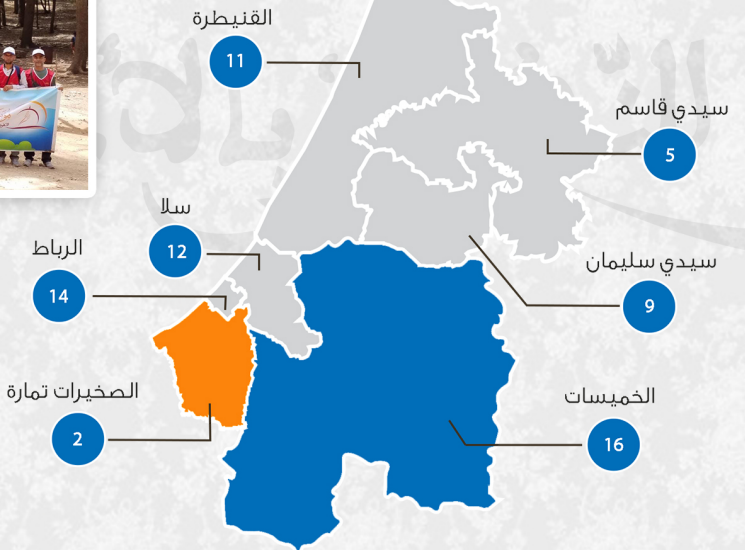 القنيطرة
11
سيدي قاسم
5
سلا
12
الرباط
14
سيدي سليمان
9
الصخيرات تمارة
2
الخميسات
16